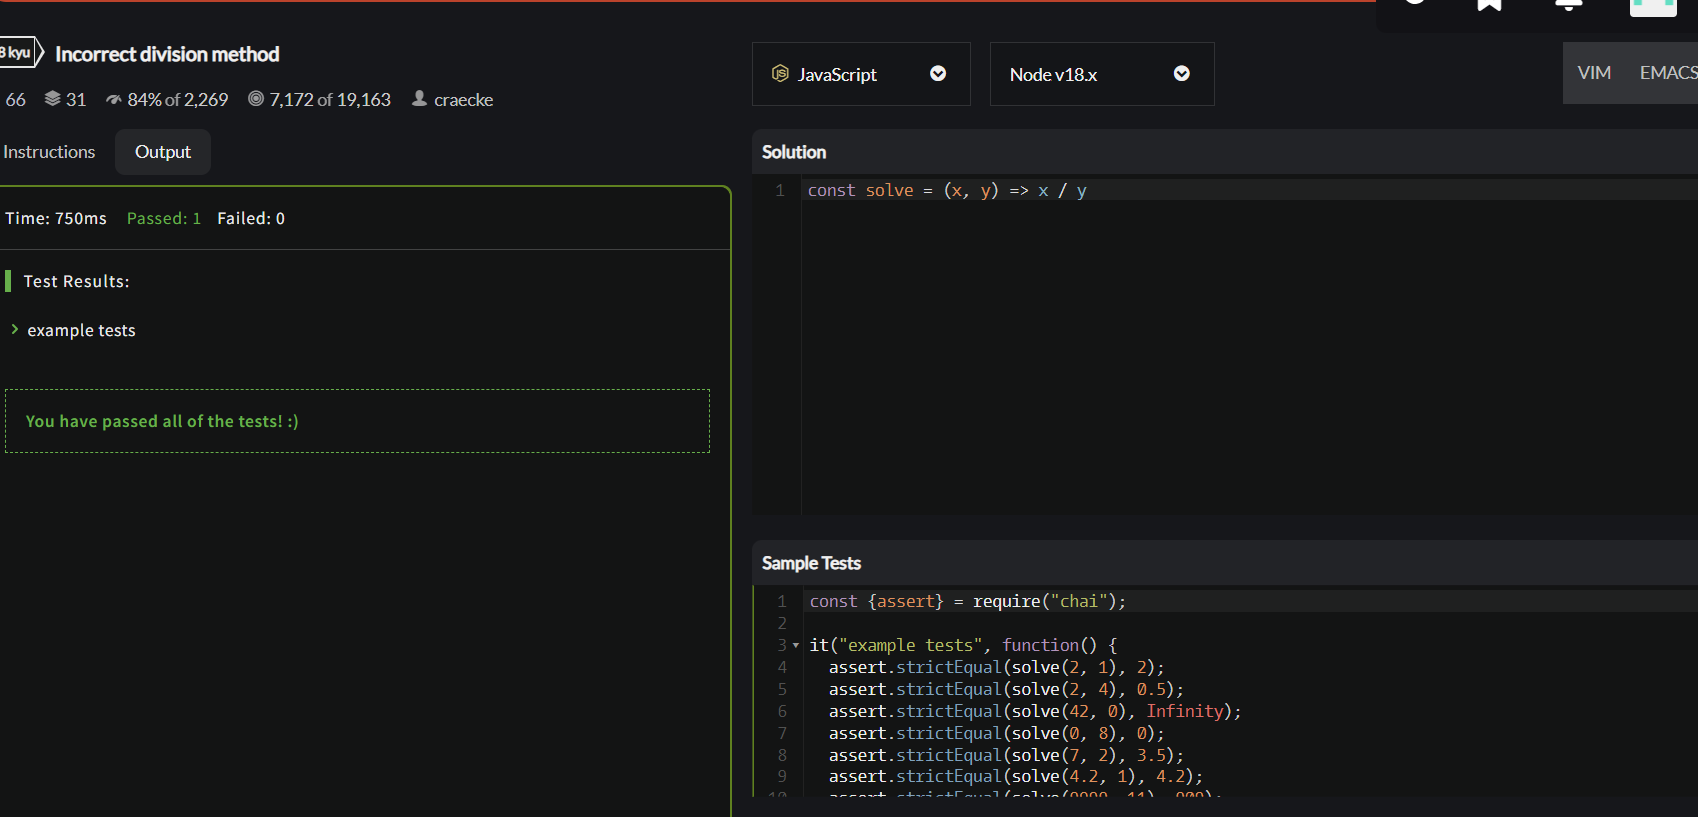 8 kyu Incorrect division method
66 31 84% of 2,269 7,172 of 19,163 craecke
Instructions Output
Time: 750ms Passed: 1 Failed: 0
Test Results:
example tests
You have passed all of the tests! :)
JavaScript Node v18.x VIM EMACS
Solution
1 const solve = (x, y) => x / y
Sample Tests
1 const {assert} = require("chai");
2
3 it("example tests", function() {
4 assert.strictEqual(solve(2, 1), 2);
5 assert.strictEqual(solve(2, 4), 0.5);
6 assert.strictEqual(solve(42, 0), Infinity);
7 assert.strictEqual(solve(0, 8), 0);
8 assert.strictEqual(solve(7, 2), 3.5);
9 assert.strictEqual(solve(4.2, 1), 4.2);